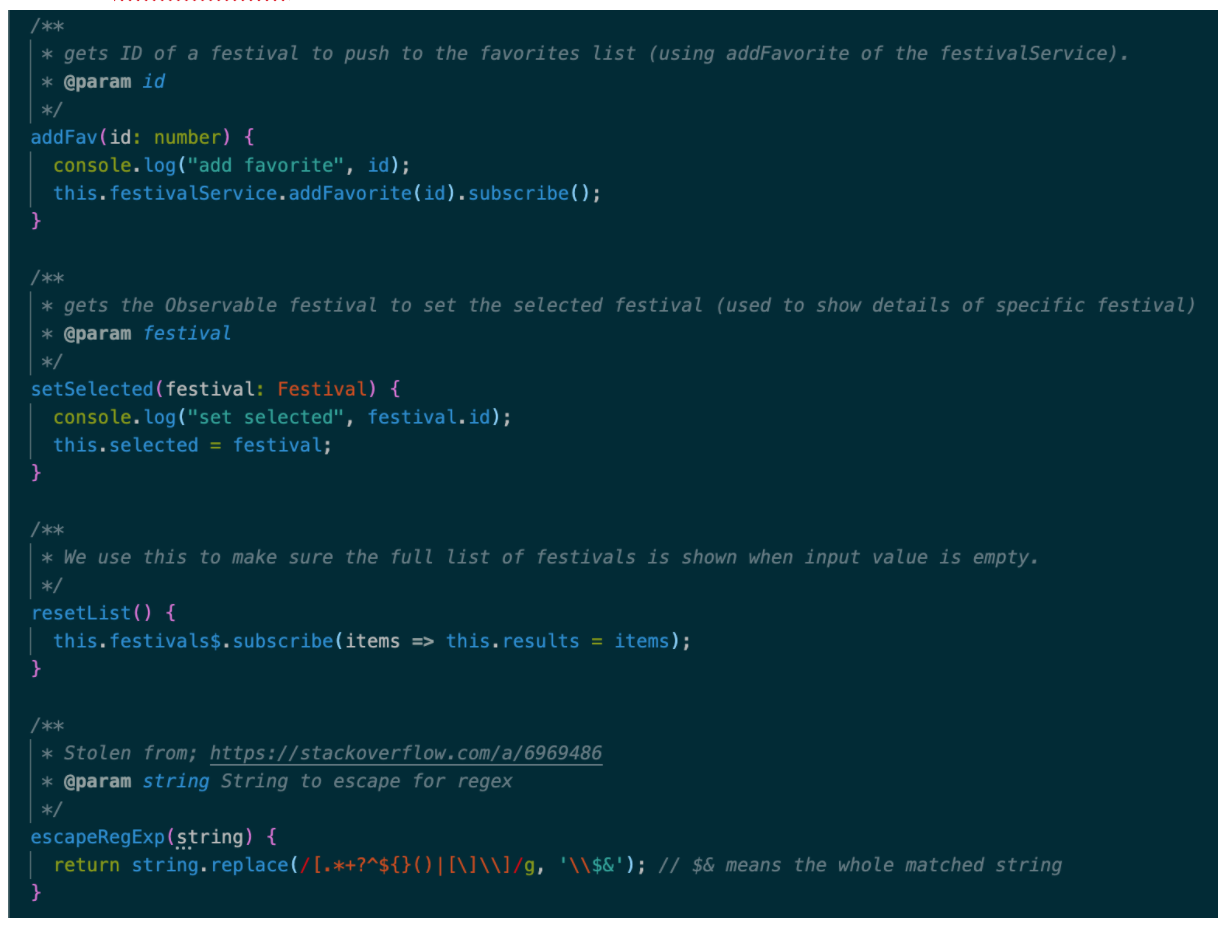 /**
 * gets ID of a festival to push to the favorites list (using addFavorite of the festivalService).
 * @param id
 */
addFav(id: number) {
  console.log("add favorite", id);
  this.festivalService.addFavorite(id).subscribe();
}

/**
 * gets the Observable festival to set the selected festival (used to show details of specific festival)
 * @param festival
 */
setSelected(festival: Festival) {
  console.log("set selected", festival.id);
  this.selected = festival;
}

/**
 * We use this to make sure the full list of festivals is shown when input value is empty.
 */
resetList() {
  this.festivals$.subscribe(items => this.results = items);
}

/**
 * Stolen from; https://stackoverflow.com/a/6969486
 * @param string String to escape for regex
 */
escapeRegExp(string) {
  return string.replace(/[.*+?^${}()|[\]\\]/g, '\\$&'); // $& means the whole matched string
}